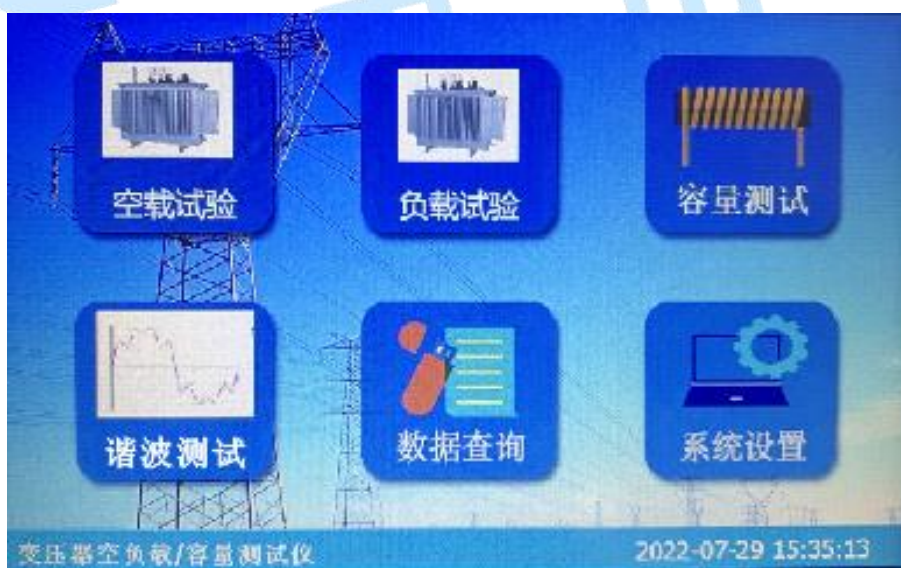 空载试验
负载试验
容量测试
谐波测试
数据查询
系统设置
变压器空负载/容量测试仪
2022-07-29 15:35:13